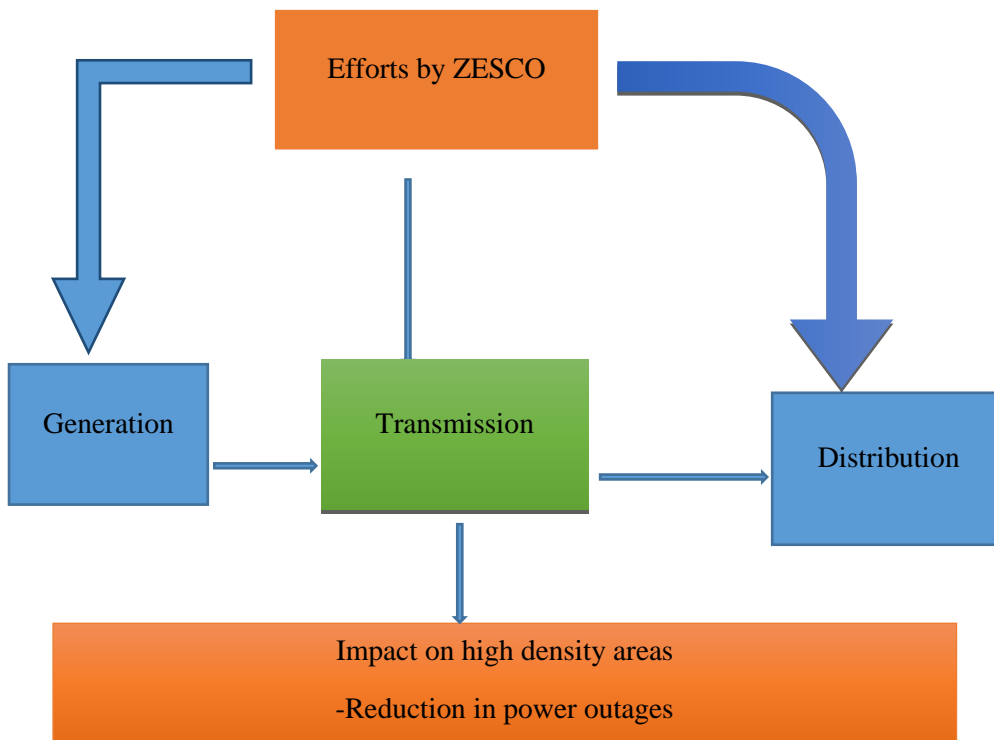 Efforts by ZESCO
Generation
Transmission
Distribution
Impact on high density areas
-Reduction in power outages